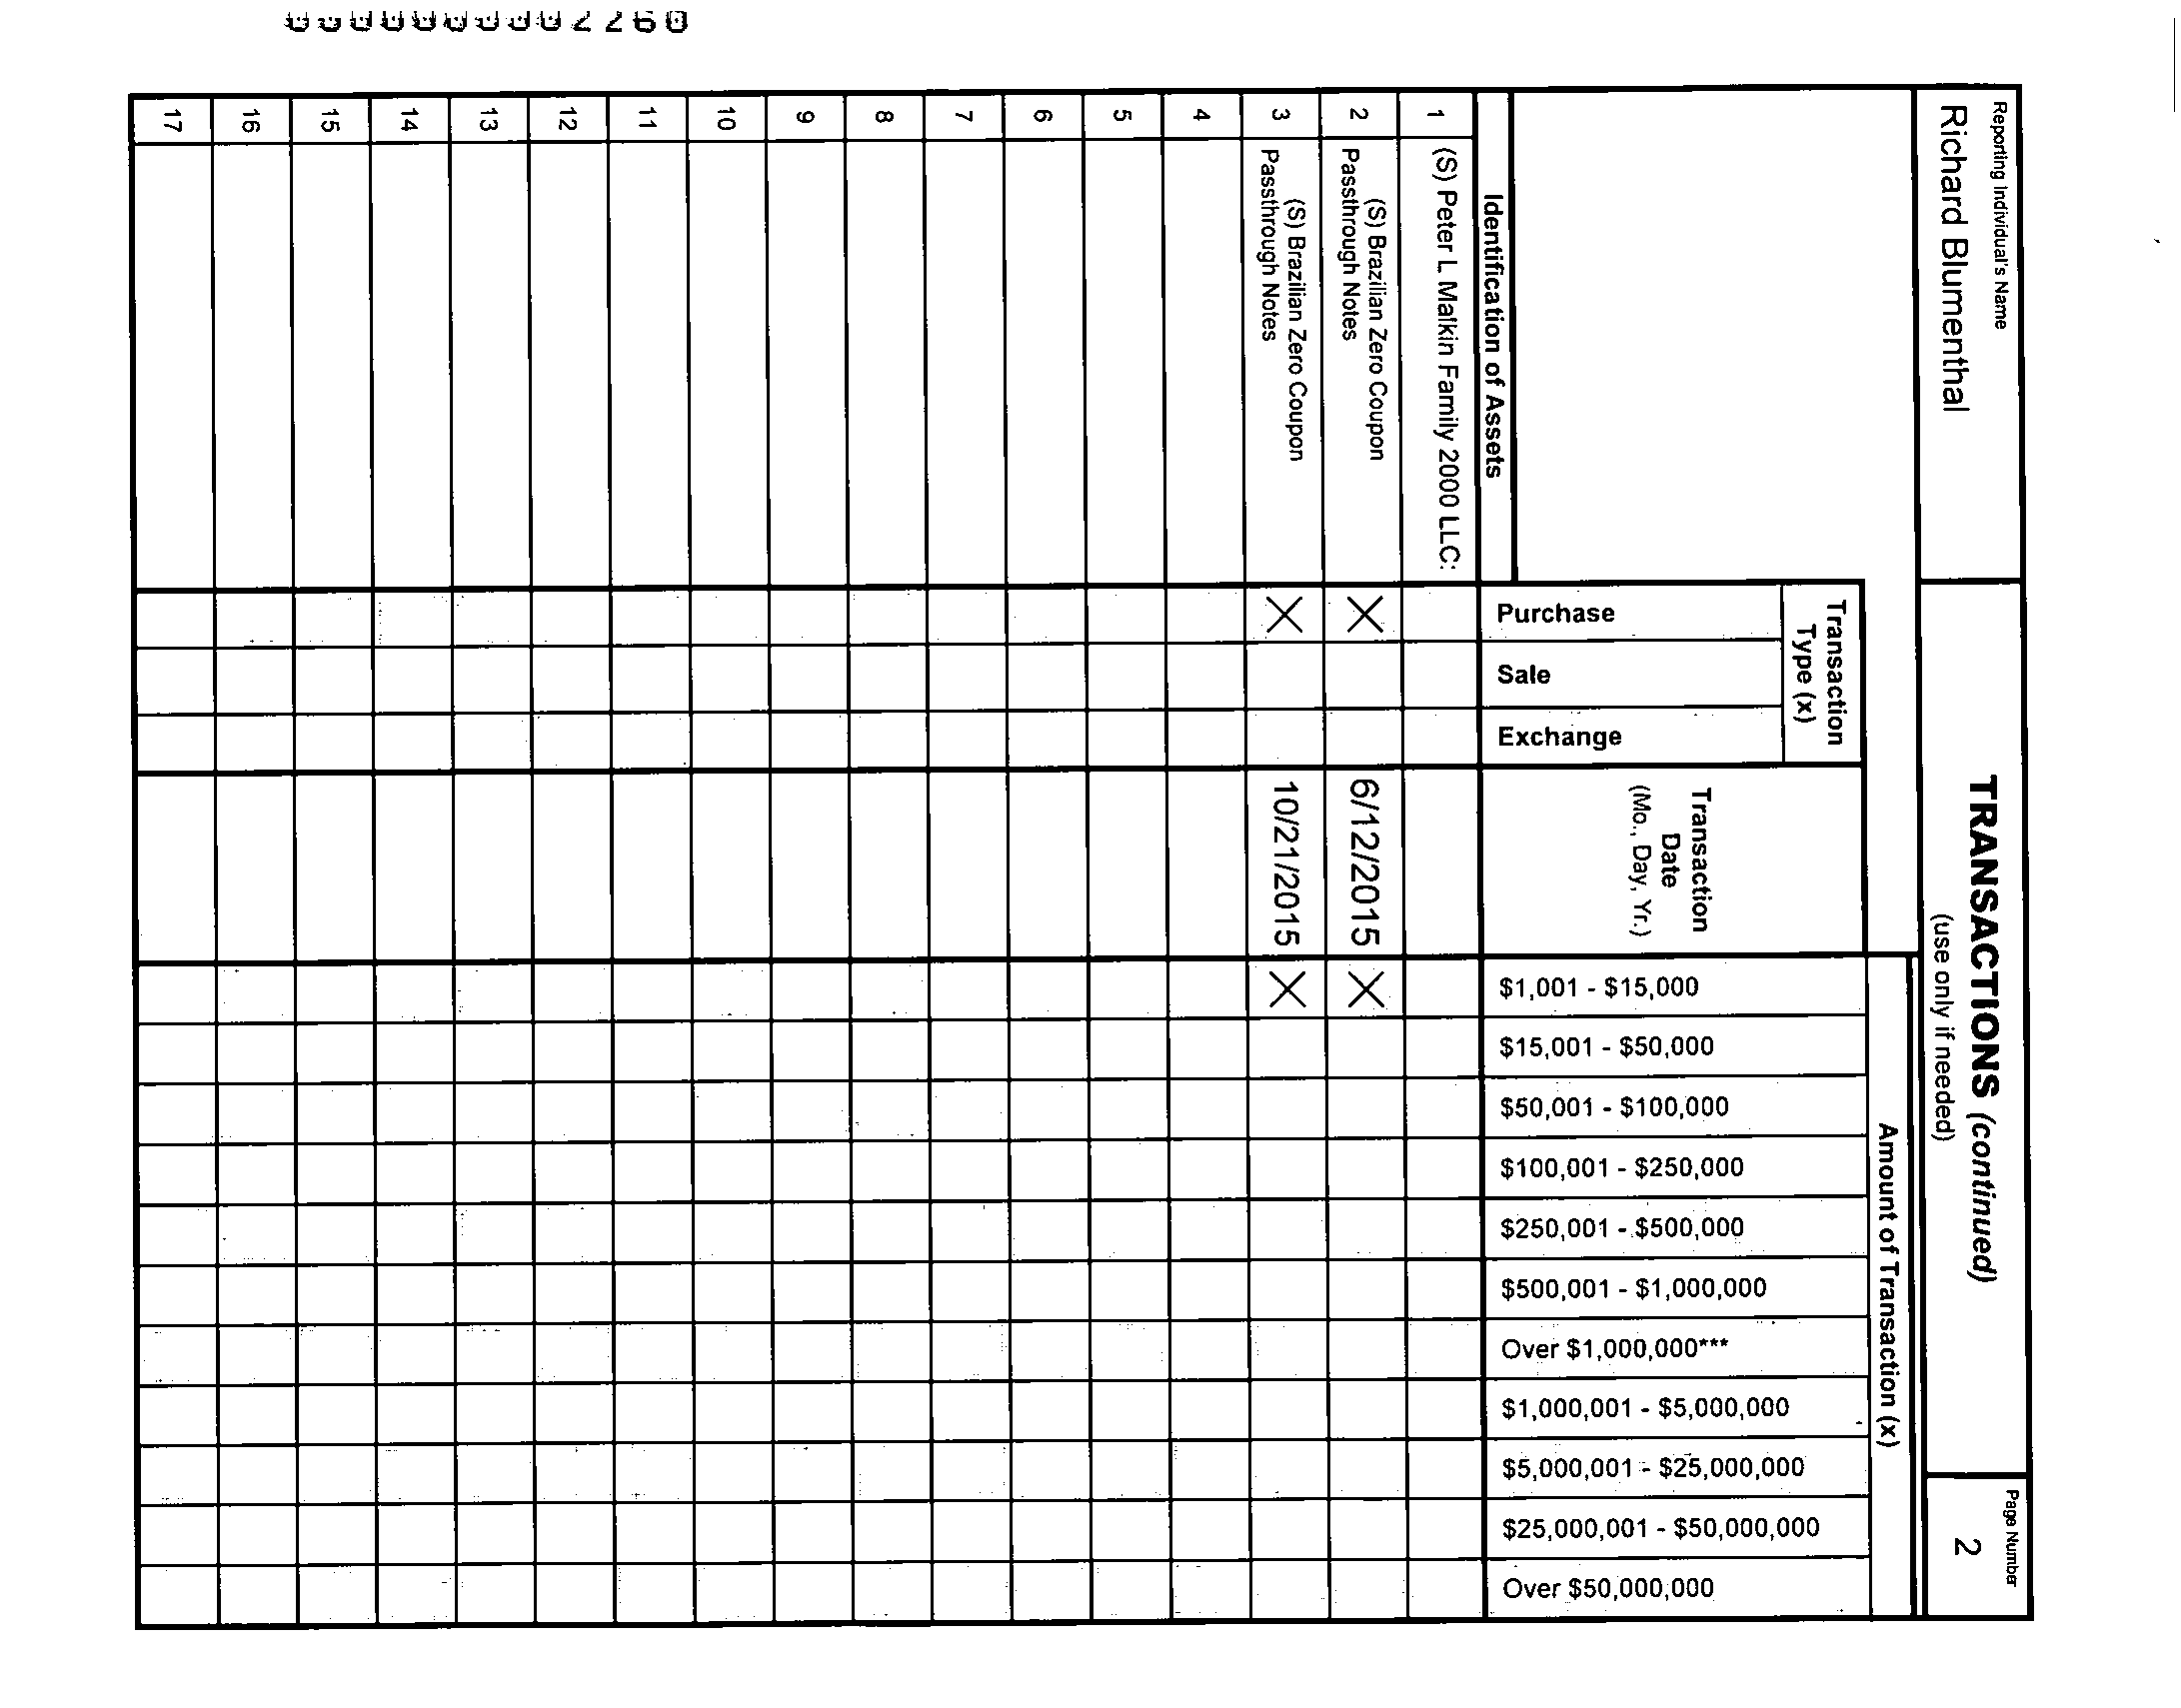 Reporting Individual's Name
Richard Blumenthal
TRANSACTIONS (continued)
(use only if needed)
Page Number
2
Identification of Assets
Transaction
Type (x)
Purchase
Sale
Exchange
Transaction
Date
(Mo., Day, Yr.)
Amount of Transaction (x)
$1,001 - $15,000
$15,001 - $50,000
$50,001 - $100,000
$100,001 - $250,000
$250,001 - $500,000
$500,001 - $1,000,000
Over $1,000,000***
$1,000,001 - $5,000,000
$5,000,001 - $25,000,000
$25,000,001 - $50,000,000
Over $50,000,000
1 (S) Peter L Malkin Family 2000 LLC:
2 (S) Brazilian Zero Coupon
Passthrough Notes X 6/12/2015 X
3 (S) Brazilian Zero Coupon
Passthrough Notes X 10/21/2015 X
4
5
6
7
8
9
10
11
12
13
14
15
16
17